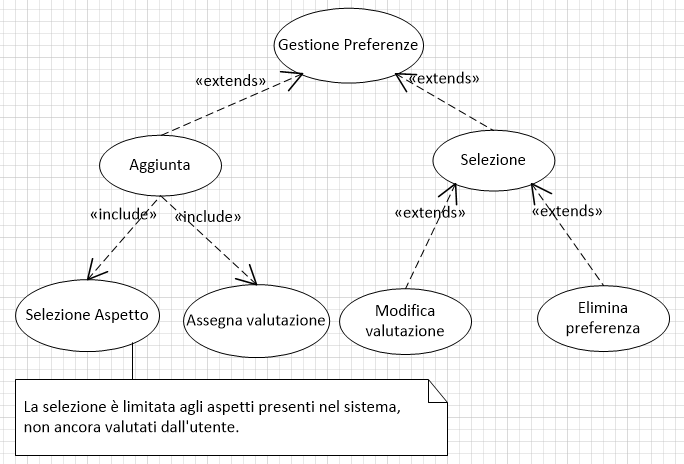 Gestione Preferenze
«extends»
«extends»
Aggiunta
Selezione
«include»
«include»
«extends»
«extends»
Selezione Aspetto
Assegna valutazione
Modifica
valutazione
Elimina
preferenza
La selezione è limitata agli aspetti presenti nel sistema,
non ancora valutati dall'utente.